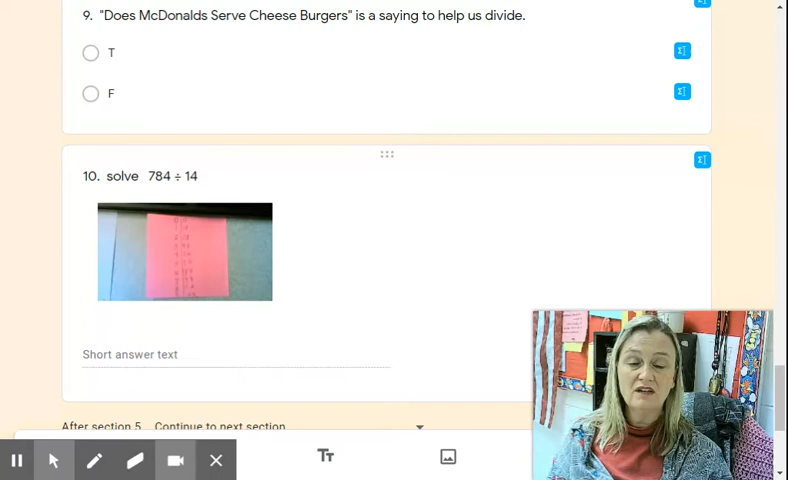 9. "Does McDonalds Serve Cheese Burgers" is a saying to help us divide.
T
F
10. solve 784 ÷ 14
Short answer text
After section 5 Continue to next section
Tт